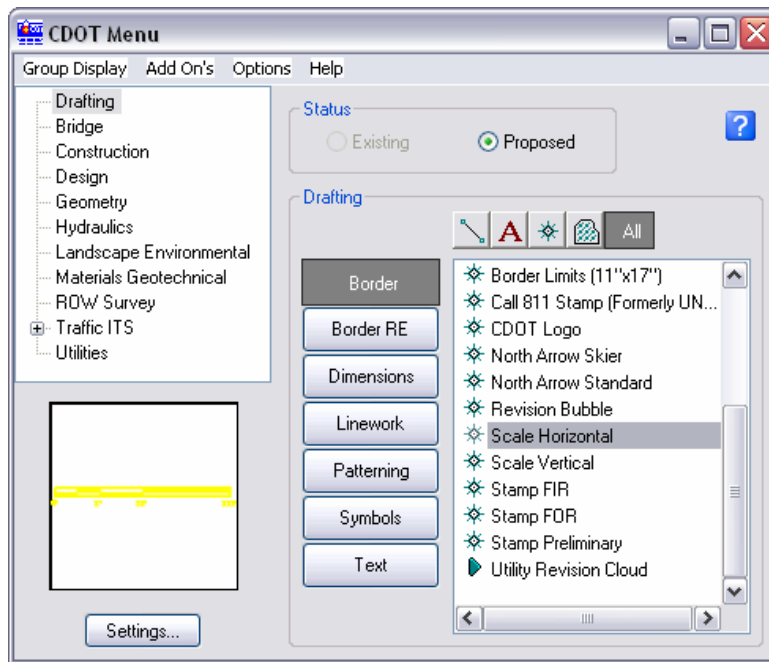 CDOT Menu
Group Display Add On's Options Help
Drafting
Bridge
Construction
Design
Geometry
Hydraulics
Landscape Environmental
Materials Geotechnical
ROW Survey
Traffic ITS
Utilities
Settings...
Status
Existing Proposed
?
Drafting
A All
Border
Border RE
Dimensions
Linework
Patterning
Symbols
Text
Border Limits (11"x17")
Call 811 Stamp (Formerly UN...
CDOT Logo
North Arrow Skier
North Arrow Standard
Revision Bubble
Scale Horizontal
Scale Vertical
Stamp FIR
Stamp FOR
Stamp Preliminary
Utility Revision Cloud